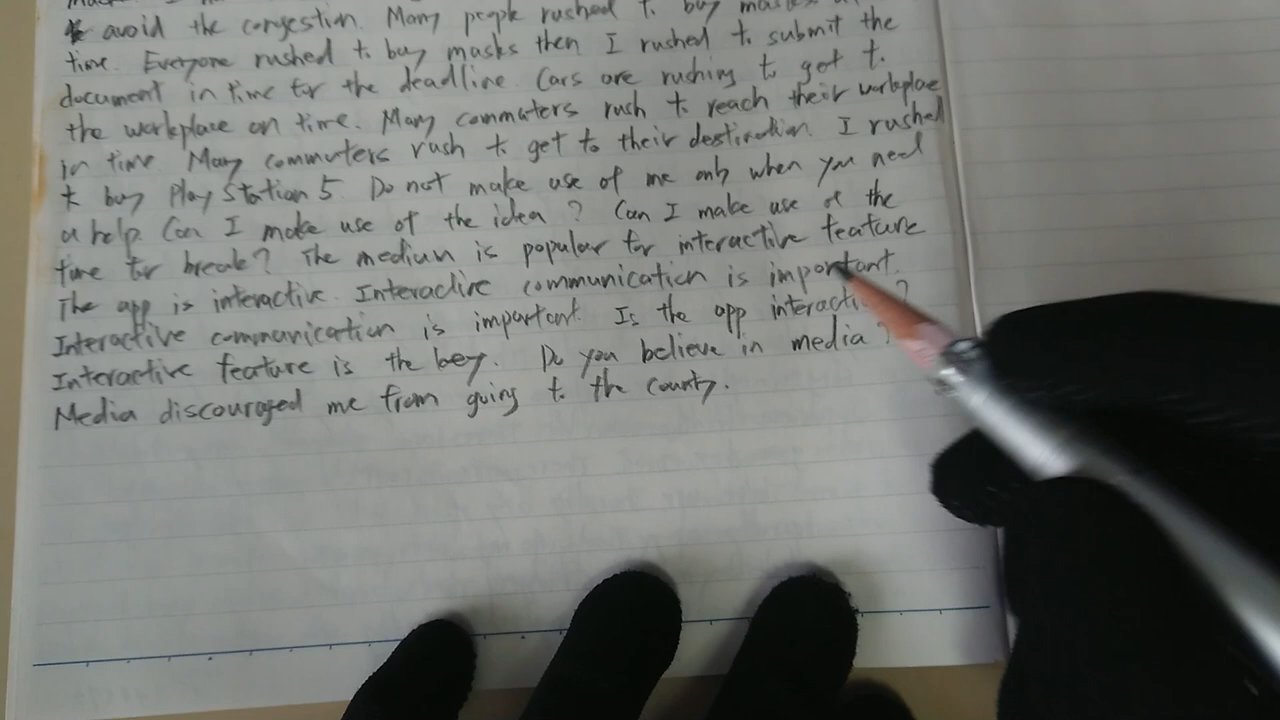 avoid the congestion. Many people rushed to buy masks
time. Everyone rushed to buy masks then I rushed to submit the
document in time for the deadline. Cars are rushing to get to
the workplace on time. Many commuters rush to reach their workplace
in time. Many commuters rush to get to their destination. I rushed
to buy PlayStation 5. Do not make use of me only when you need
a help. Can I make use of the idea? Can I make use of the
time for break? The medium is popular for interactive feature
The app is interactive. Interactive communication is important.
Interactive communication is important. Is the app interactive?
Interactive feature is the key. Do you believe in media?
Media discouraged me from going to the county.